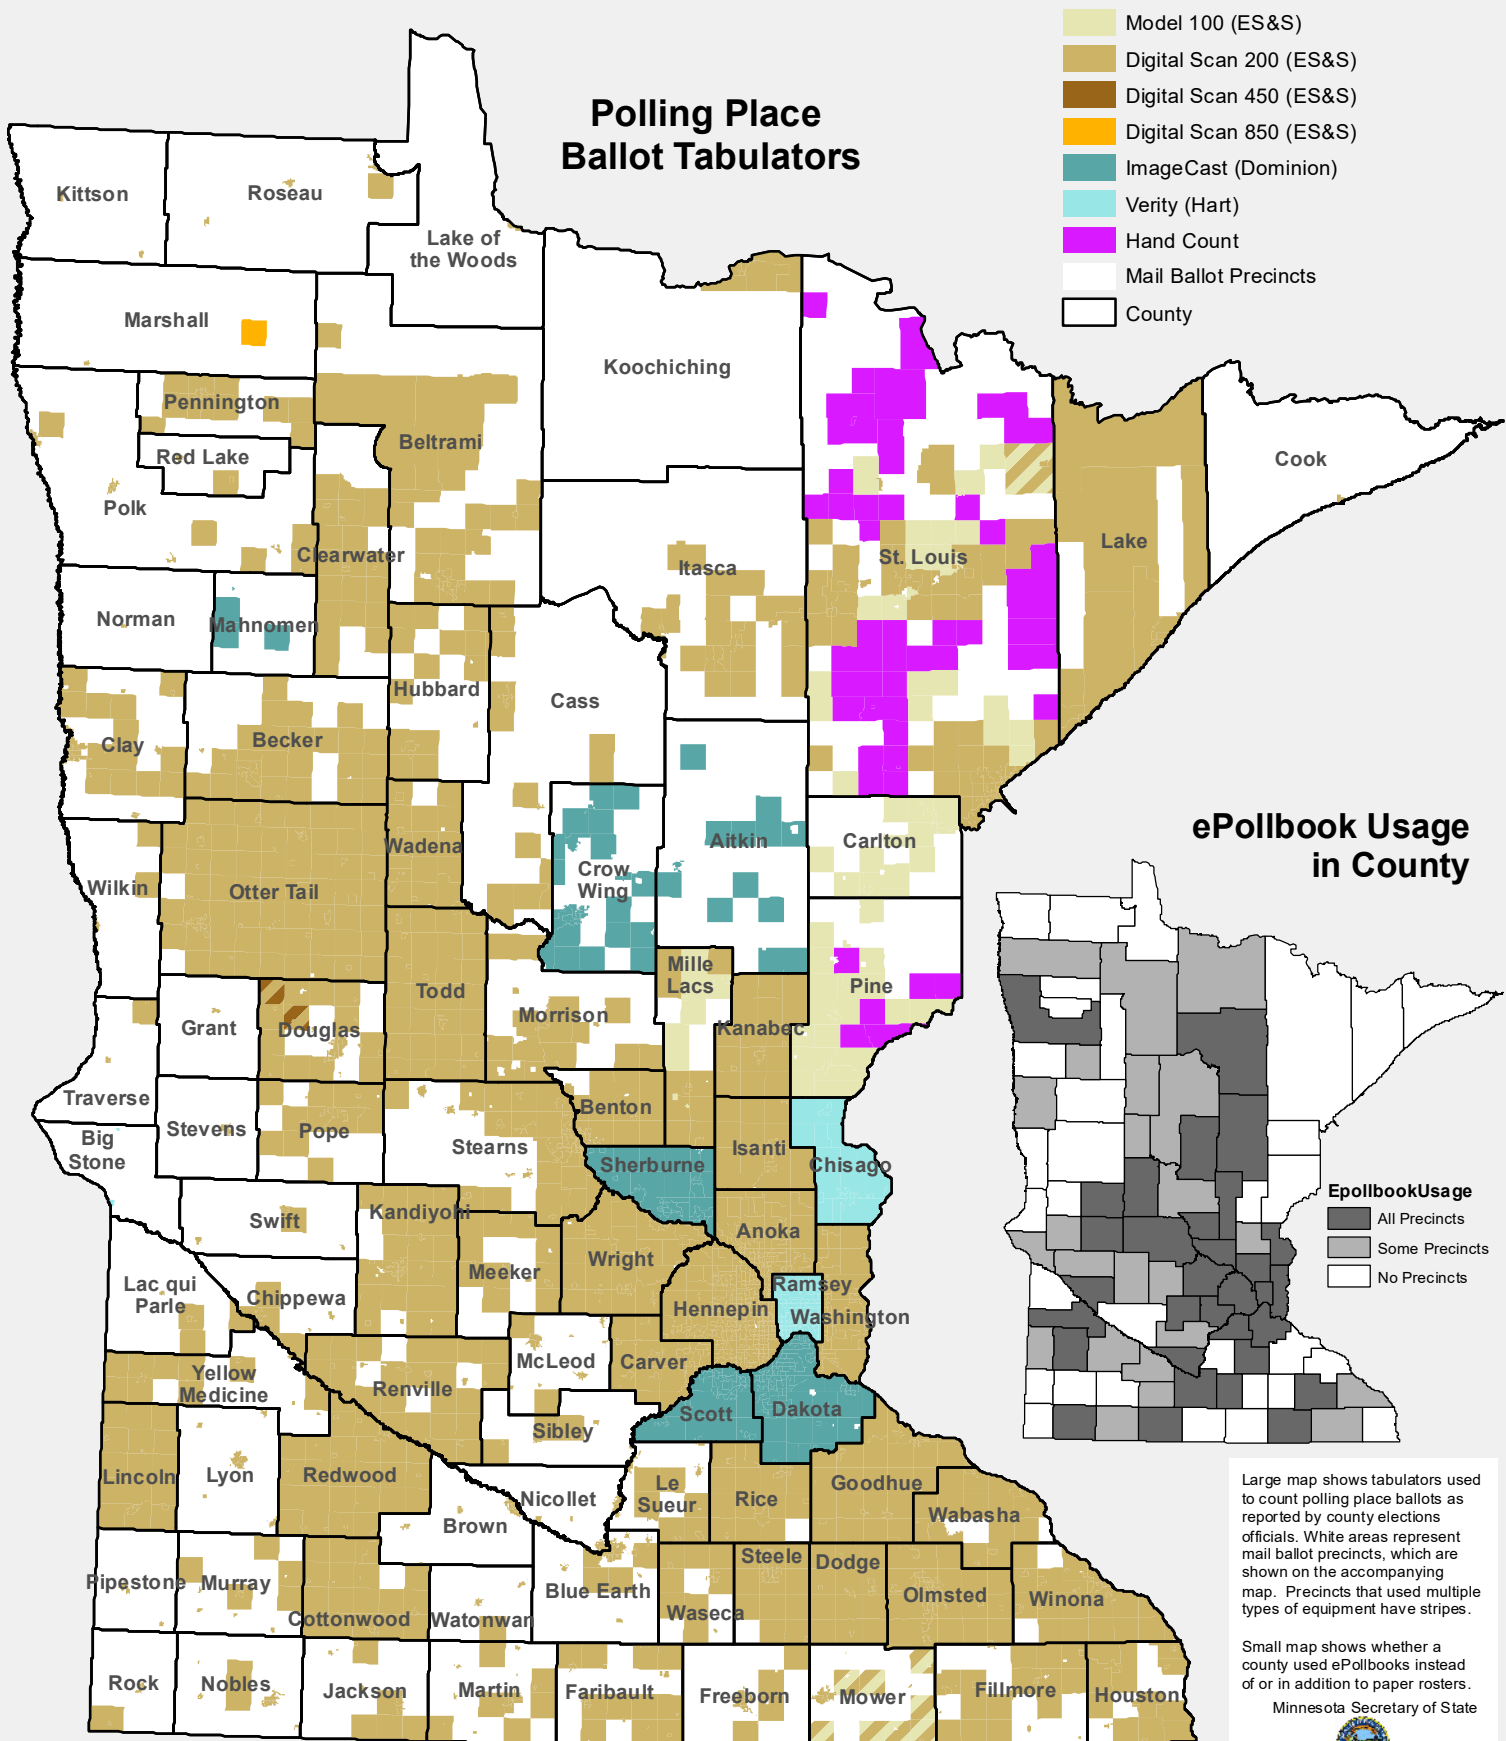 Model 100 (ES&S)
Digital Scan 200 (ES&S)
Digital Scan 450 (ES&S)
Digital Scan 850 (ES&S)
ImageCast (Dominion)
Verity (Hart)
Hand Count
Mail Ballot Precincts
County
Polling Place
Ballot Tabulators
Kittson
Roseau
Lake of
the Woods
Marshall
Koochiching
Pennington
Beltrami
Red Lake
Cook
Polk
Clearwater
Itasca
St. Louis
Lake
Norman
Mahnomen
Hubbard
Cass
Clay
Becker
Wadena
Aitkin
Carlton
Crow
Wing
Wilkin
Otter Tail
Mille
Lacs
Pine
Todd
Morrison
Kanabec
Grant
Douglas
Traverse
Benton
Stevens
Pope
Big
Stone
Stearns
Isanti
Sherburne
Chisago
Swift
Kandiyohi
Anoka
Wright
Meeker
Lac qui
Parle
Chippewa
Ramsey
Hennepin
Washington
McLeod
Carver
Yellow
Medicine
Renville
Scott
Dakota
Sibley
Lincoln
Lyon
Redwood
Le
Sueur
Rice
Goodhue
Nicollet
Wabasha
Brown
Steele
Dodge
Pipestone
Murray
Blue Earth
Olmsted
Winona
Cottonwood
Watonwan
Waseca
Rock
Nobles
Jackson
Martin
Faribault
Freeborn
Mower
Fillmore
Houston
ePollbook Usage
in County
EpollbookUsage
All Precincts
Some Precincts
No Precincts
Large map shows tabulators used
to count polling place ballots as
reported by county elections
officials. White areas represent
mail ballot precincts, which are
shown on the accompanying
map. Precincts that used multiple
types of equipment have stripes.
Small map shows whether a
county used ePollbooks instead
of or in addition to paper rosters.
Minnesota Secretary of State